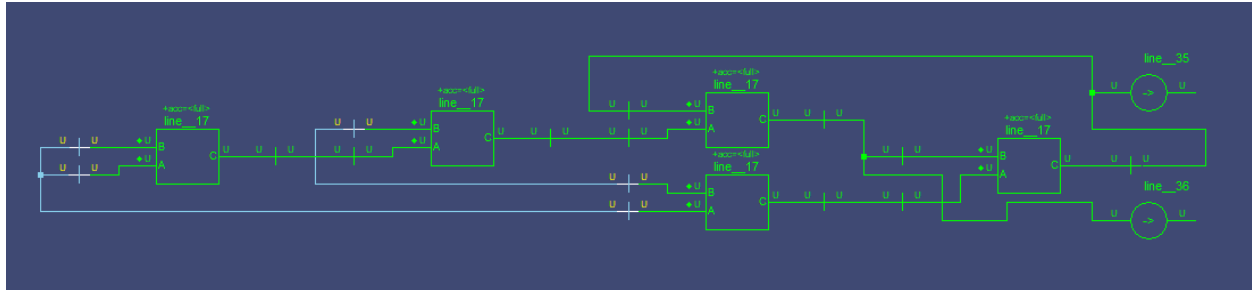 +acc=<full>
line__17
U U ◆ U B
U U ◆ U A
C U U U U U
+acc=<full>
line__17
U U ◆ U B
◆ U A
C U U U U U
+acc=<full>
line__17
U U ◆ U B
◆ U A
C U U U
+acc=<full>
line__17
U U ◆ U B
U U ◆ U A
C U U U U U
+acc=<full>
line__17
U U ◆ U B
◆ U A
C U U U
line__35
U -> U
line__36
U -> U